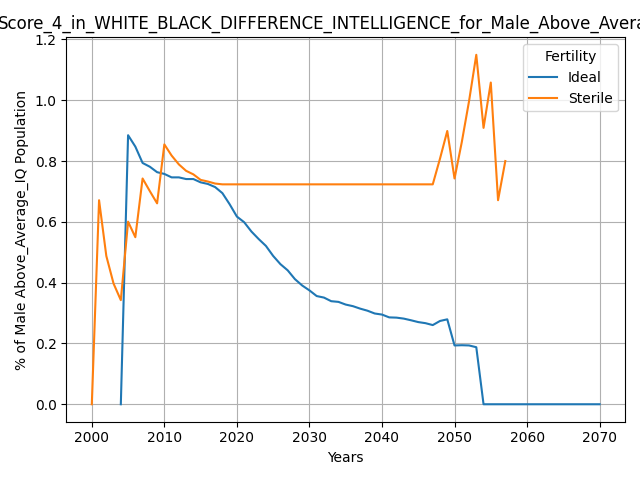 Score_4_in_WHITE_BLACK_DIFFERENCE_INTELLIGENCE_for_Male_Above_Avera
% of Male Above_Average_IQ Population
1.2
1.0
0.8
0.6
0.4
0.2
0.0
Fertility
Ideal
Sterile
2000 2010 2020 2030 2040 2050 2060 2070
Years